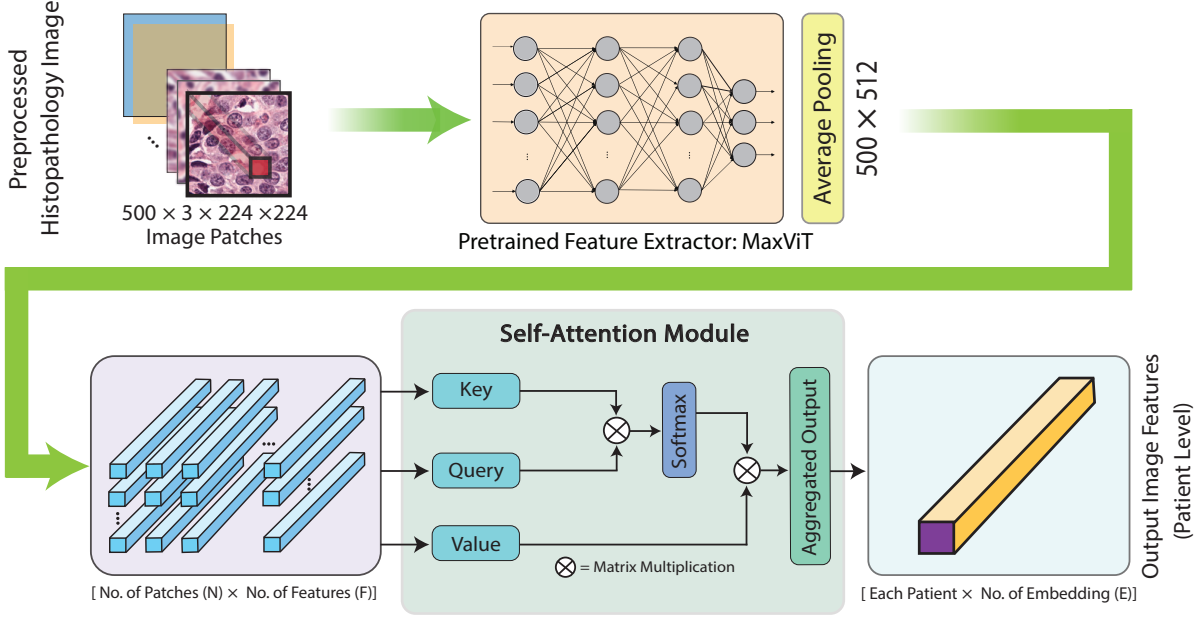 Preprocessed
Histopathology Image
500 × 3 × 224 ×224
Image Patches
Pretrained Feature Extractor: MaxViT
Average Pooling
500 × 512
Self-Attention Module
Key
Query
Value
Softmax
Aggregated Output
= Matrix Multiplication
[ No. of Patches (N) × No. of Features (F)]
[ Each Patient × No. of Embedding (E)]
Output Image Features
(Patient Level)